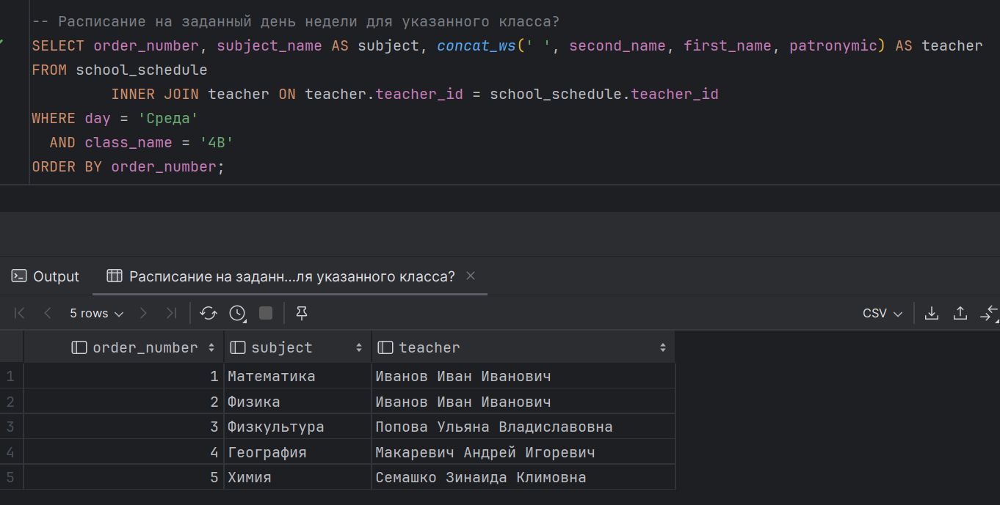 -- Расписание на заданный день недели для указанного класса?
SELECT order_number, subject_name AS subject, concat_ws(' ', second_name, first_name, patronymic) AS teacher
FROM school_schedule
INNER JOIN teacher ON teacher.teacher_id = school_schedule.teacher_id
WHERE day = 'Среда'
AND class_name = '4В'
ORDER BY order_number;
Output Расписание на заданн...ля указанного класса?
5 rows CSV
order_number subject teacher
1 1 Математика Иванов Иван Иванович
2 2 Физика Иванов Иван Иванович
3 3 Физкультура Попова Ульяна Владиславовна
4 4 География Макаревич Андрей Игоревич
5 5 Химия Семашко Зинаида Климовна